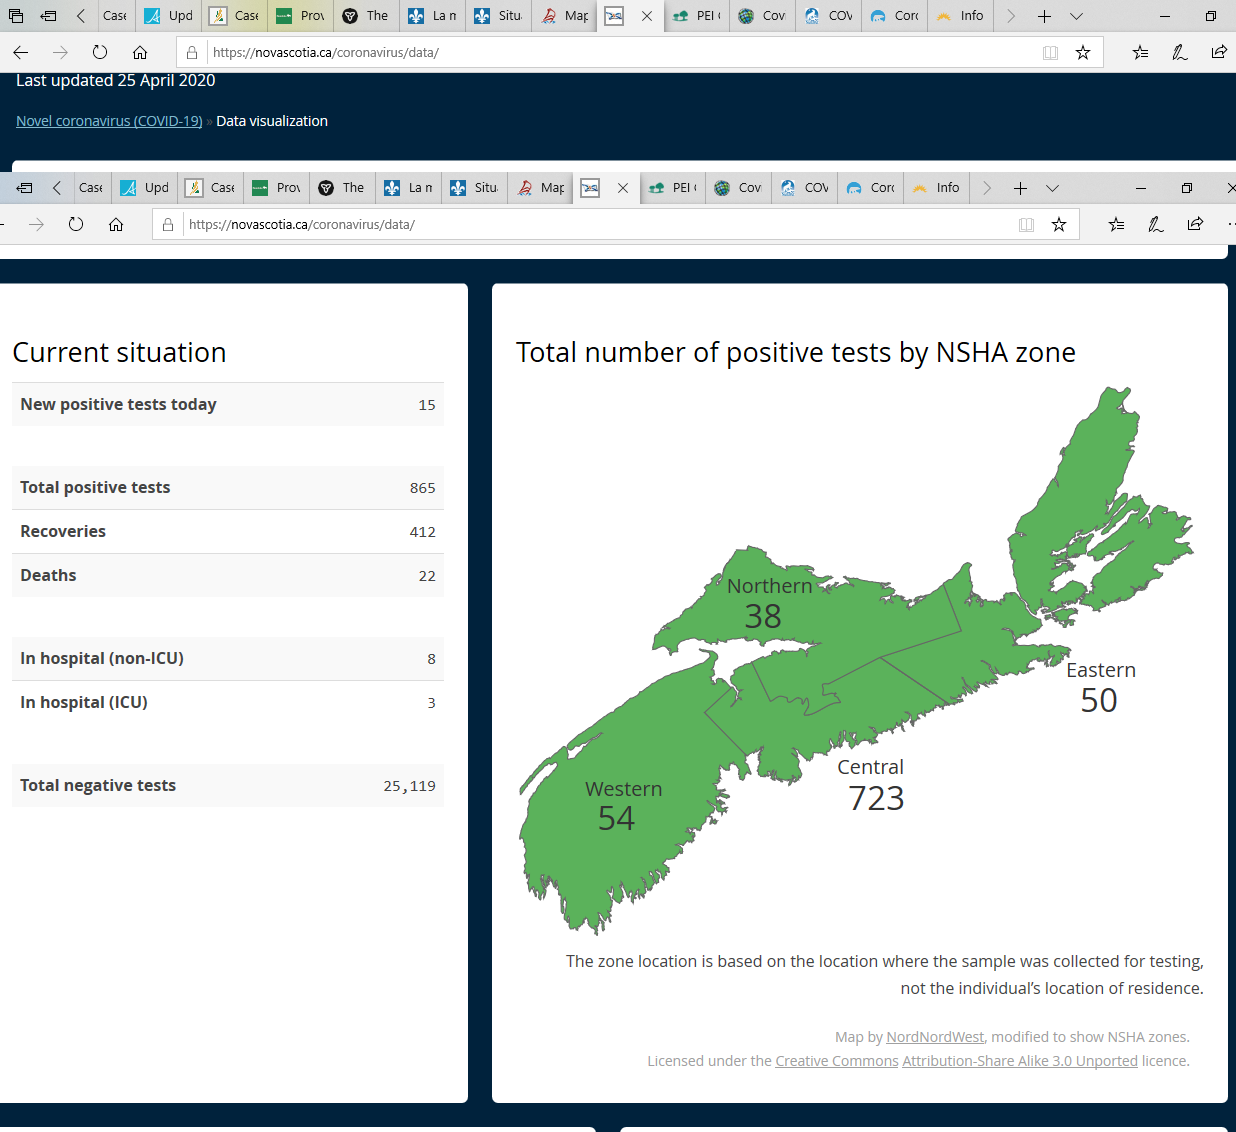 Case Upd Case Prov The La m Situ Map PEI Cov COV Corc Info
https://novascotia.ca/coronavirus/data/
Last updated 25 April 2020
Novel coronavirus (COVID-19) » Data visualization
Case Upd Case Prov The La m Situ Map PEI Cov COV Corc Info
https://novascotia.ca/coronavirus/data/
Current situation
New positive tests today 15
Total positive tests 865
Recoveries 412
Deaths 22
In hospital (non-ICU) 8
In hospital (ICU) 3
Total negative tests 25,119
Total number of positive tests by NSHA zone
Northern
38
Eastern
50
Central
723
Western
54
The zone location is based on the location where the sample was collected for testing,
not the individual’s location of residence.
Map by NordNordWest, modified to show NSHA zones.
Licensed under the Creative Commons Attribution-Share Alike 3.0 Unported licence.